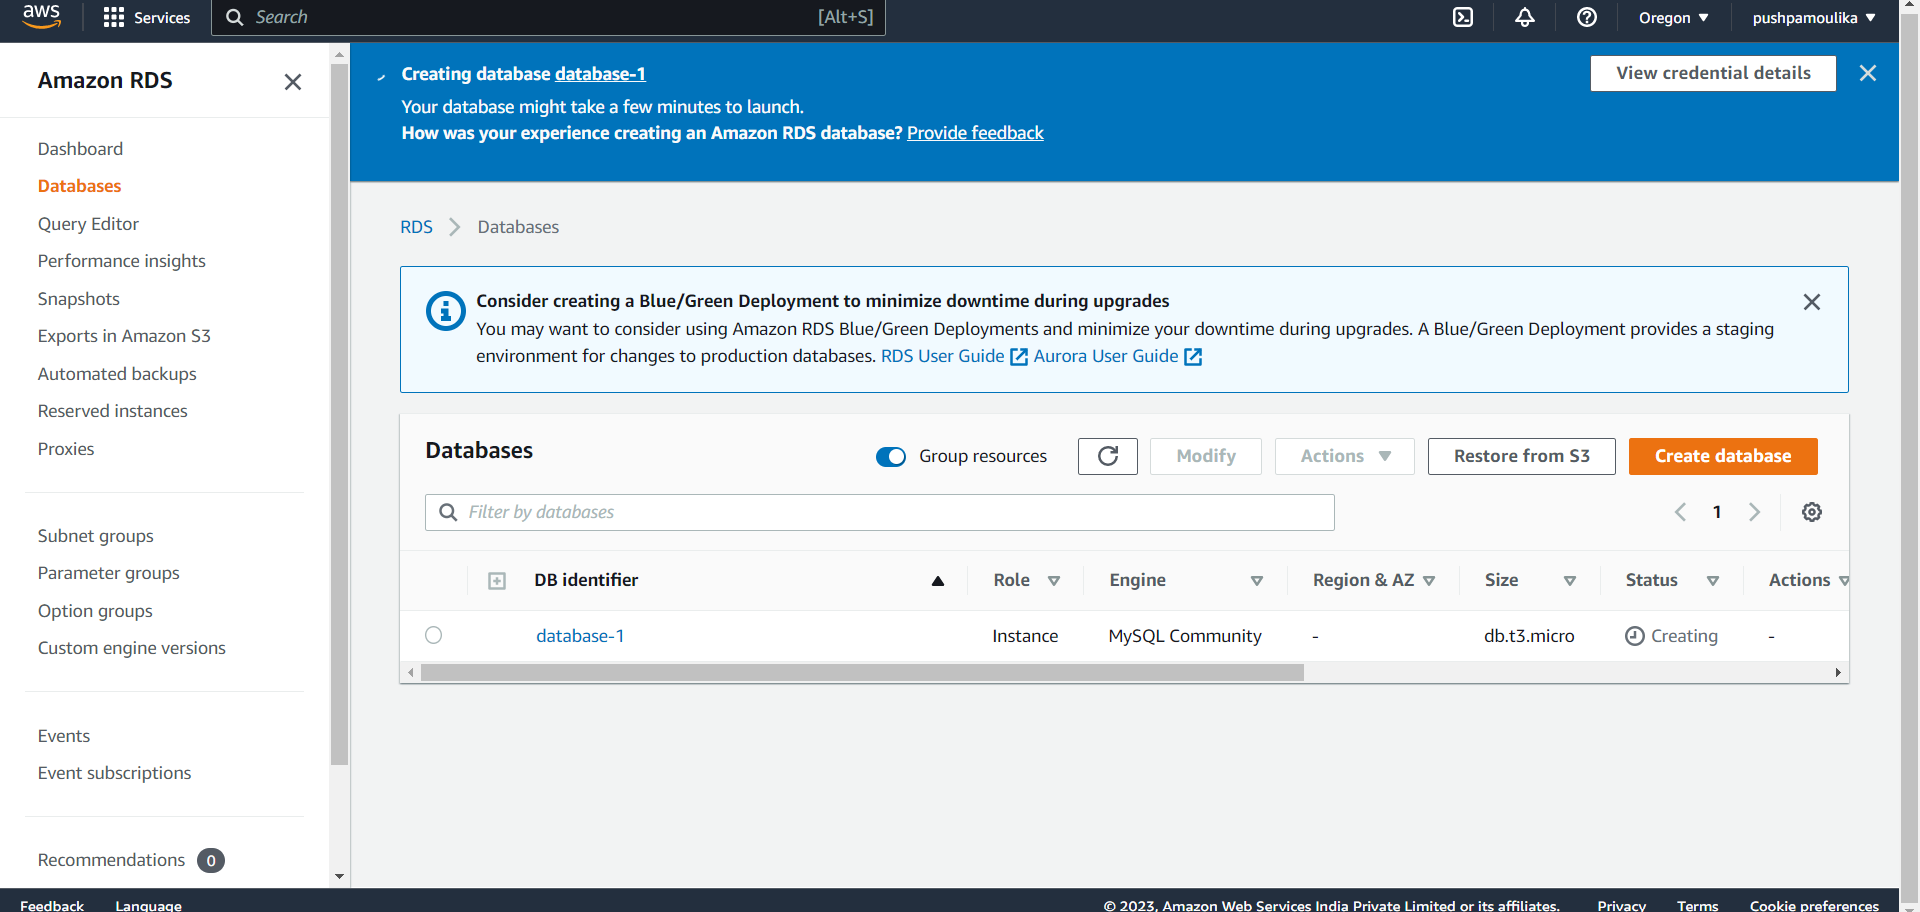 aws
Services
Search
[Alt+S]
Oregon
pushpamoulika
Amazon RDS
Dashboard
Databases
Query Editor
Performance insights
Snapshots
Exports in Amazon S3
Automated backups
Reserved instances
Proxies
Subnet groups
Parameter groups
Option groups
Custom engine versions
Events
Event subscriptions
Recommendations 0
Creating database database-1
View credential details
Your database might take a few minutes to launch.
How was your experience creating an Amazon RDS database? Provide feedback
RDS Databases
Consider creating a Blue/Green Deployment to minimize downtime during upgrades
You may want to consider using Amazon RDS Blue/Green Deployments and minimize your downtime during upgrades. A Blue/Green Deployment provides a staging
environment for changes to production databases. RDS User Guide Aurora User Guide
Databases
Group resources
Modify
Actions
Restore from S3
Create database
Filter by databases
1
DB identifier Role Engine Region & AZ Size Status Actions
database-1 Instance MySQL Community - db.t3.micro Creating -
Feedback Language
© 2023, Amazon Web Services India Private Limited or its affiliates. Privacy Terms Cookie preferences